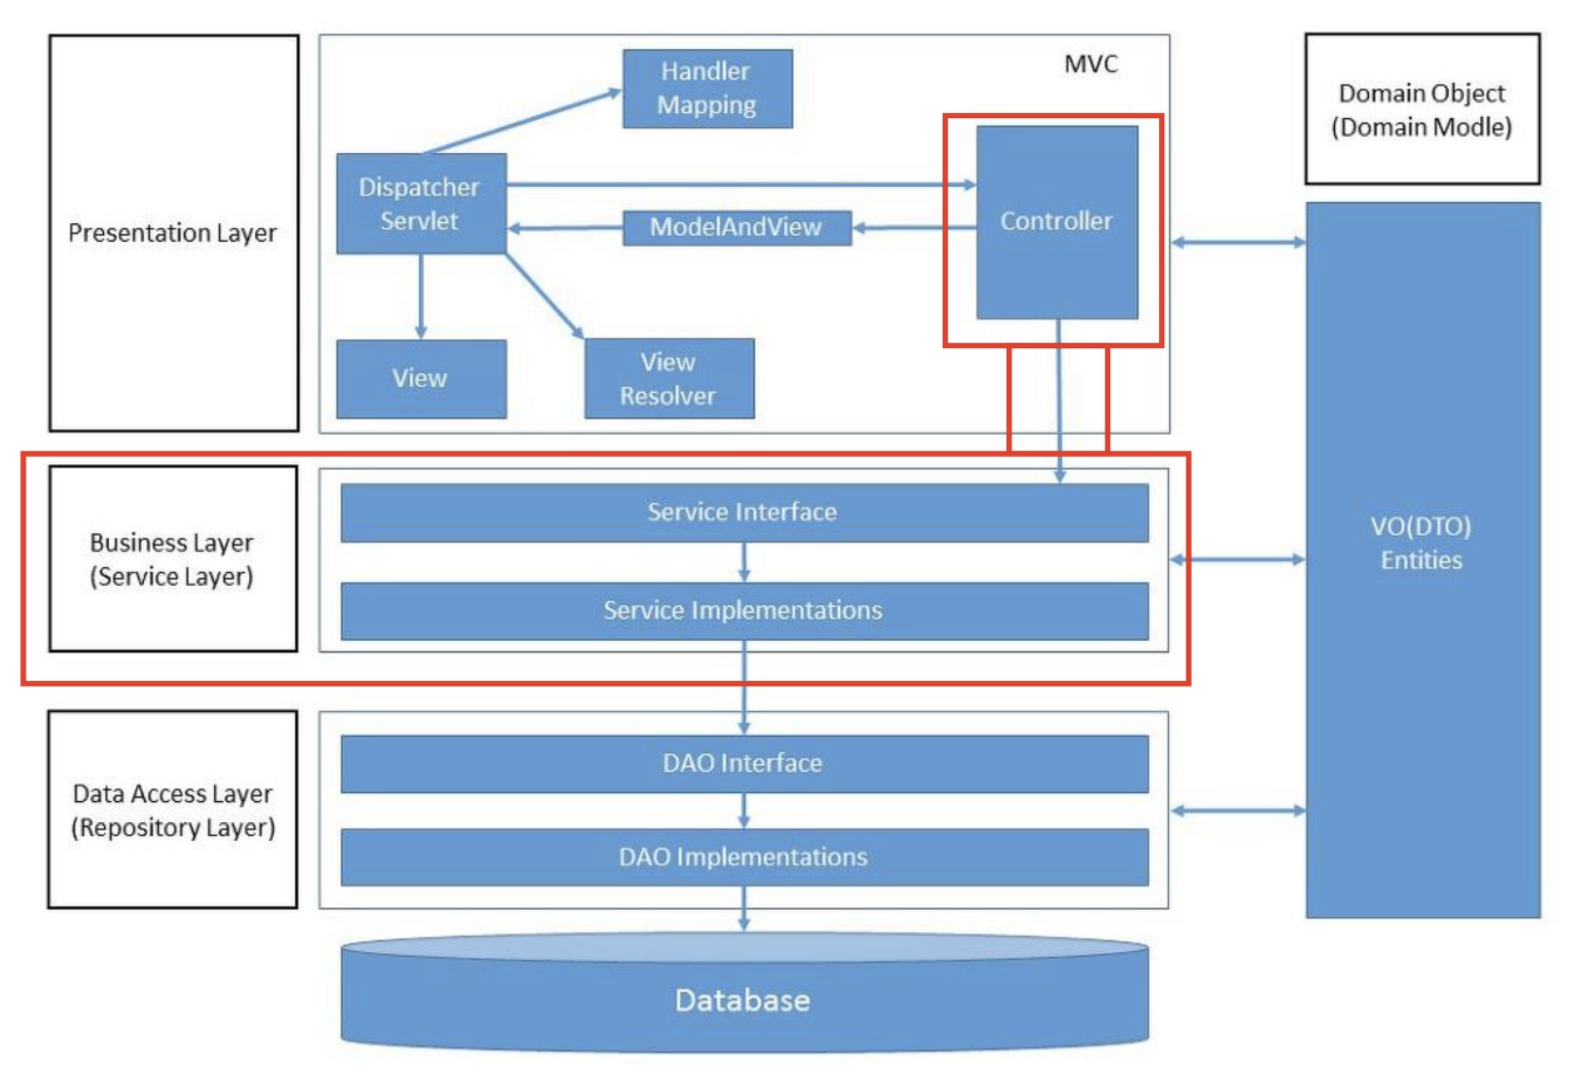 Presentation Layer
MVC
Handler
Mapping
Dispatcher
Servlet
ModelAndView
Controller
View
View
Resolver
Domain Object
(Domain Modle)
Business Layer
(Service Layer)
Service Interface
Service Implementations
VO(DTO)
Entities
Data Access Layer
(Repository Layer)
DAO Interface
DAO Implementations
Database